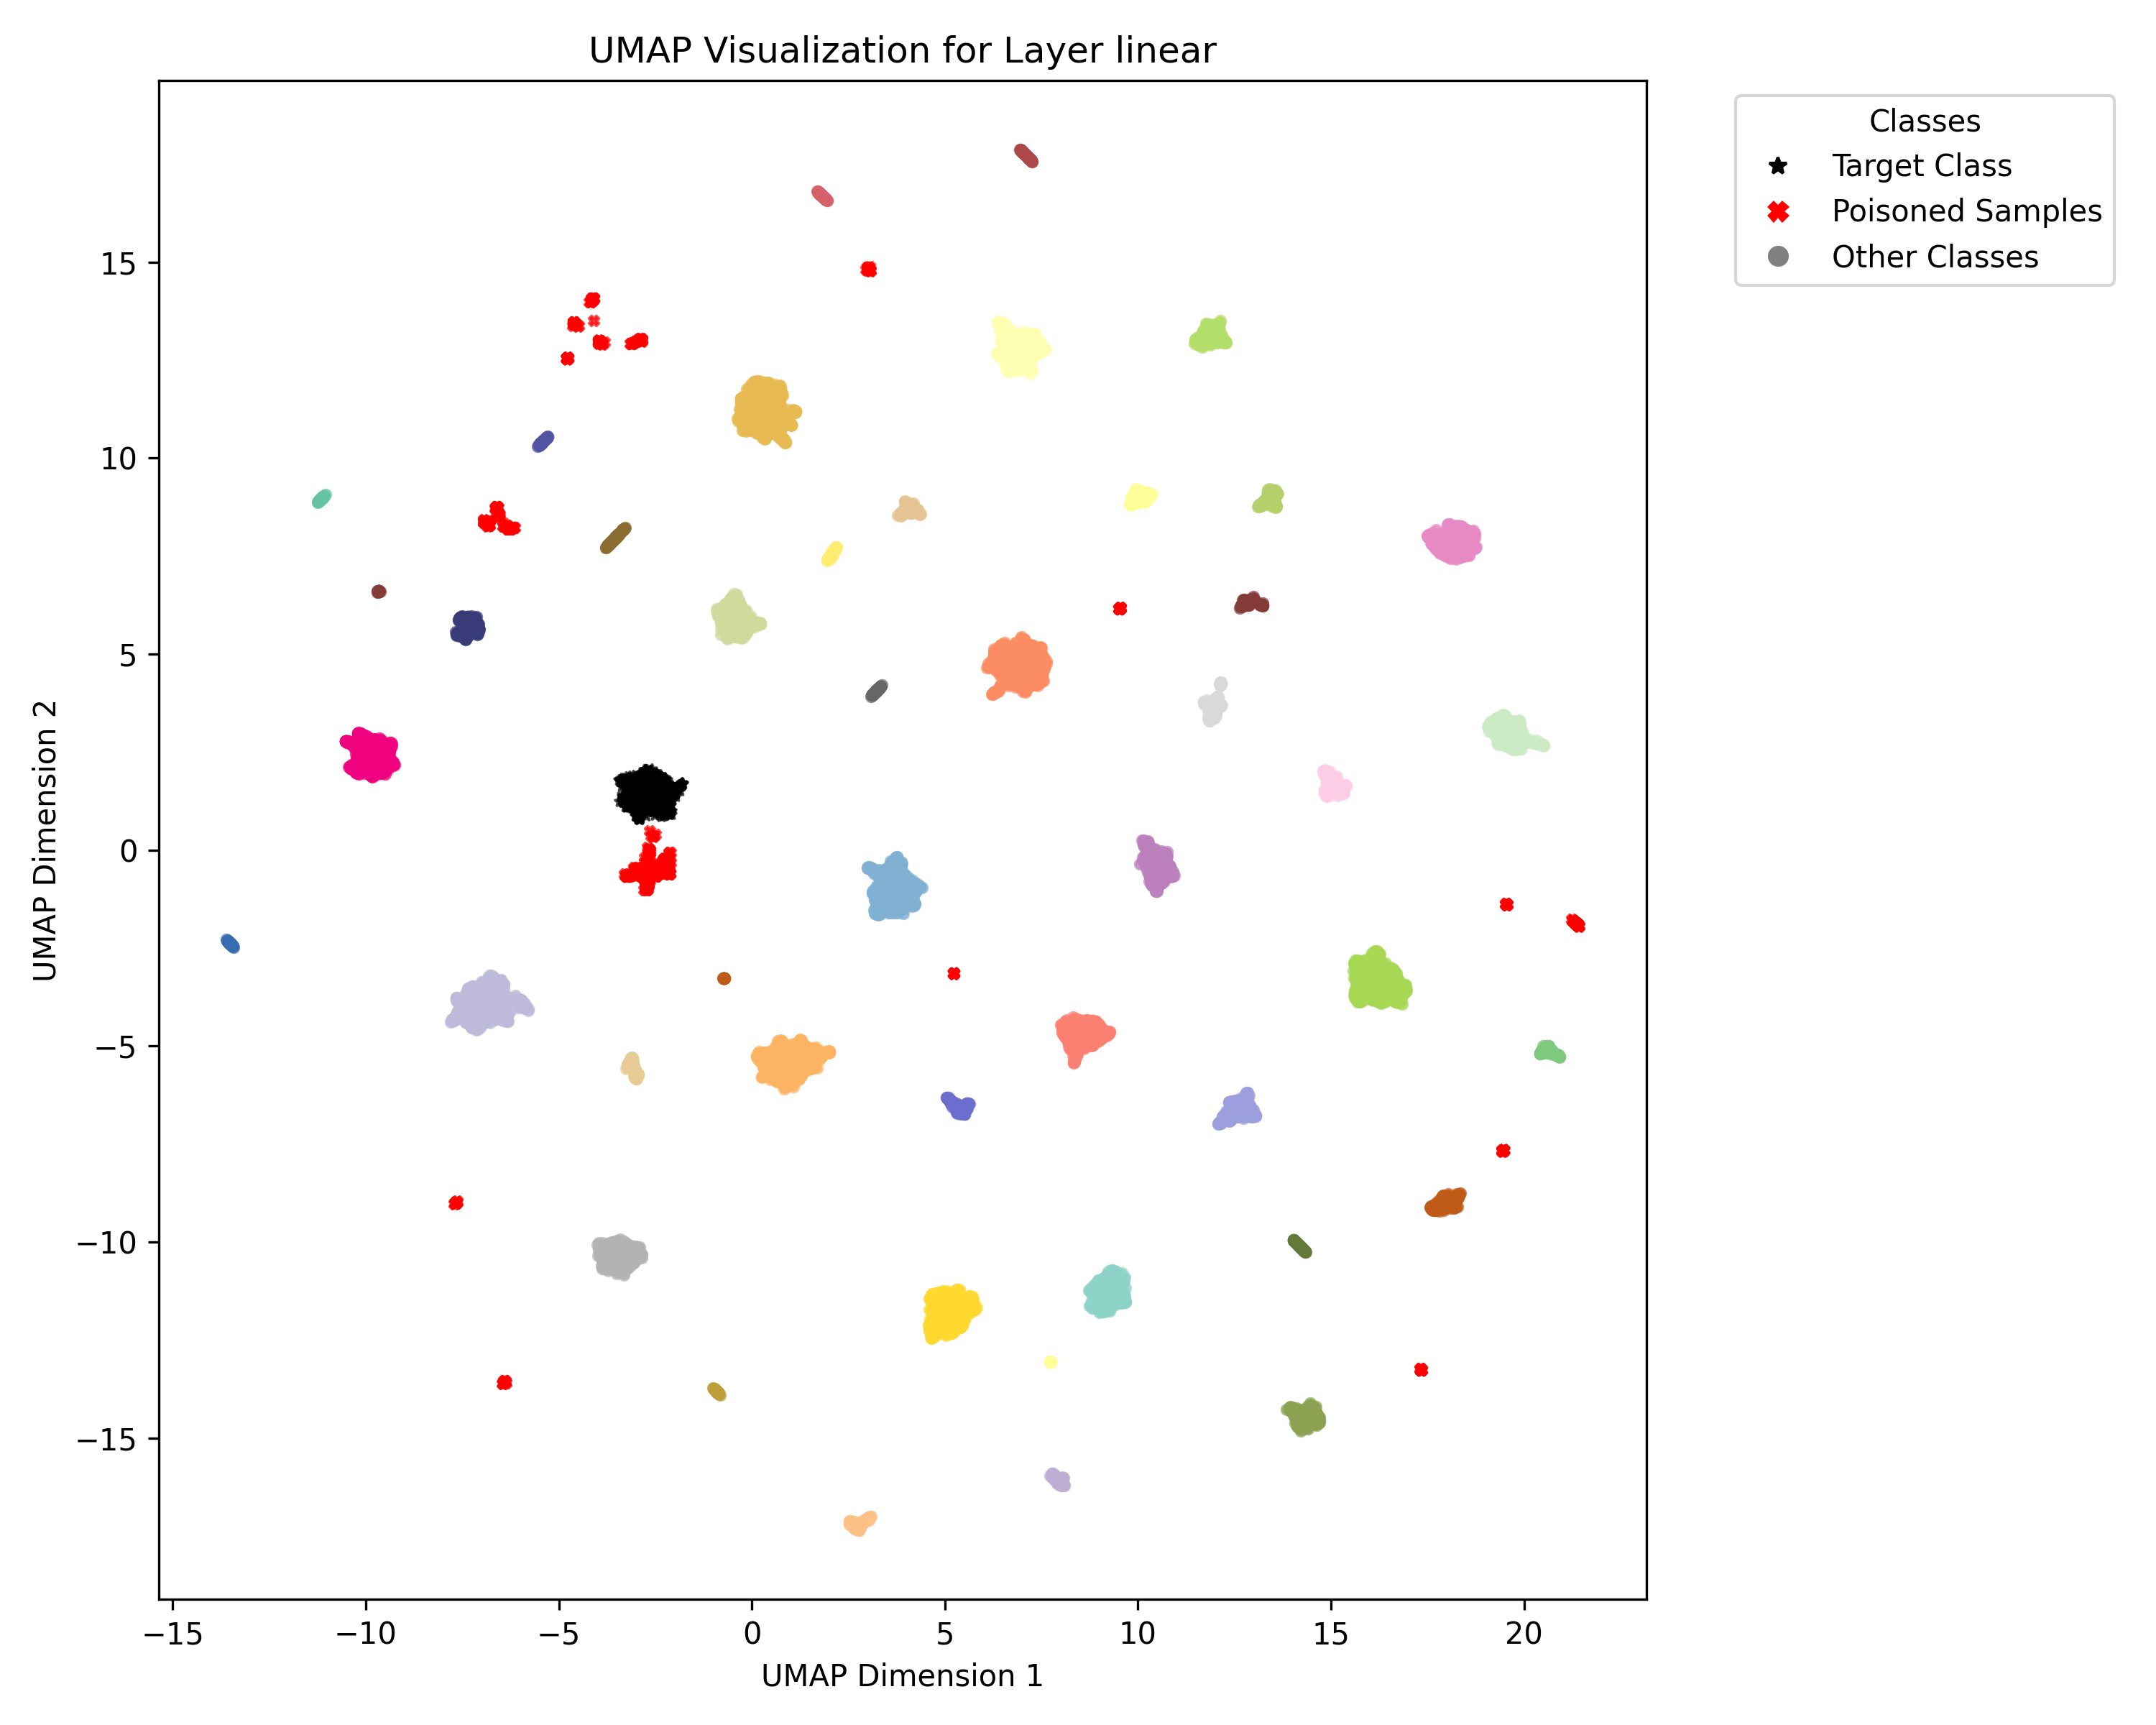 UMAP Visualization for Layer linear
Classes
Target Class
Poisoned Samples
Other Classes
UMAP Dimension 2
15
10
5
0
−5
−10
−15
−15
−10
−5
0
5
10
15
20
UMAP Dimension 1